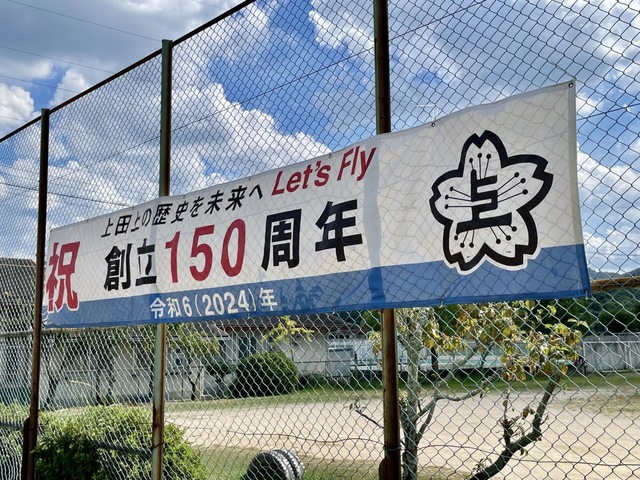 祝
上田上の歴史を未来へ Let's Fly
創立150周年
令和6(2024)年
上